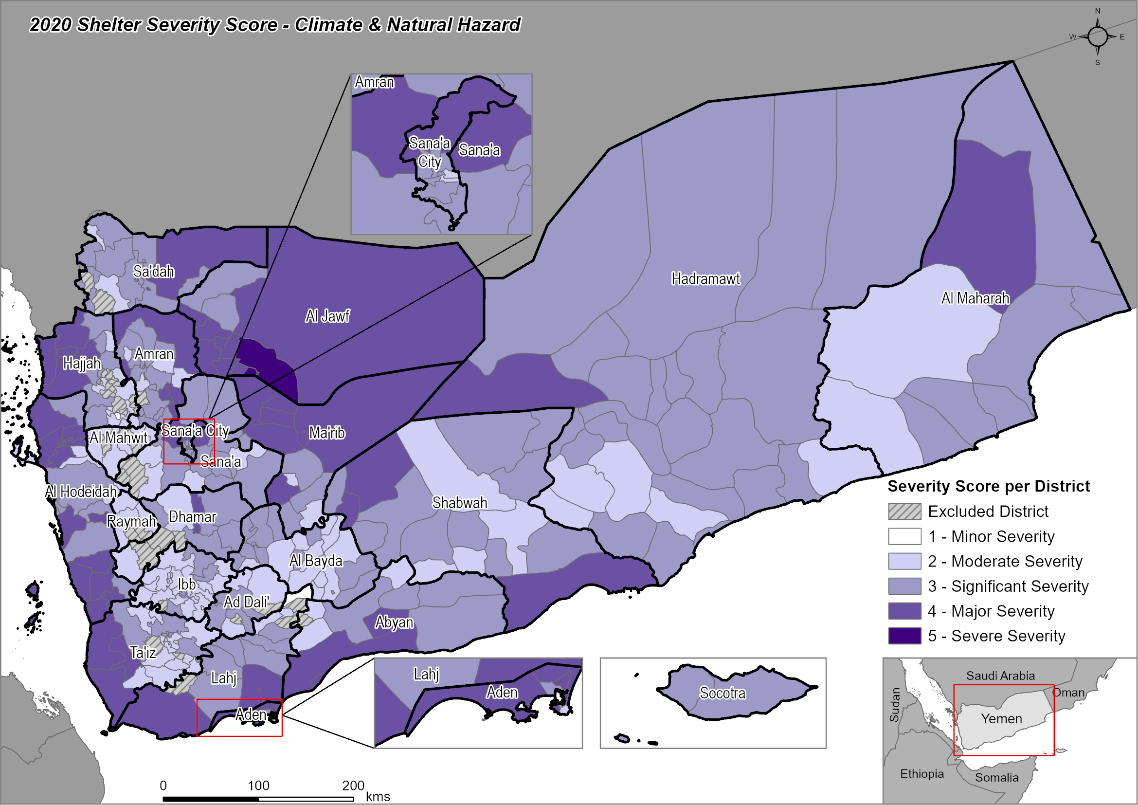 2020 Shelter Severity Score - Climate & Natural Hazard
N
W
E
S
Amran
Sana'a
City
Sana'a
Sa'dah
Hadramawt
Al Maharah
Al Jawf
Hajjah
Amran
Al Mahwit
Sana'a City
Ma'rib
Sana'a
Al Hodeidah
Shabwah
Raymah
Dhamar
Al Bayda
Ibb
Ad Dali'
Abyan
Ta'iz
Lahj
Aden
Lahj
Aden
Socotra
Severity Score per District
Excluded District
1 - Minor Severity
2 - Moderate Severity
3 - Significant Severity
4 - Major Severity
5 - Severe Severity
Saudi Arabia
Oman
Sudan
Yemen
Ethiopia
Somalia
0 100 200
kms